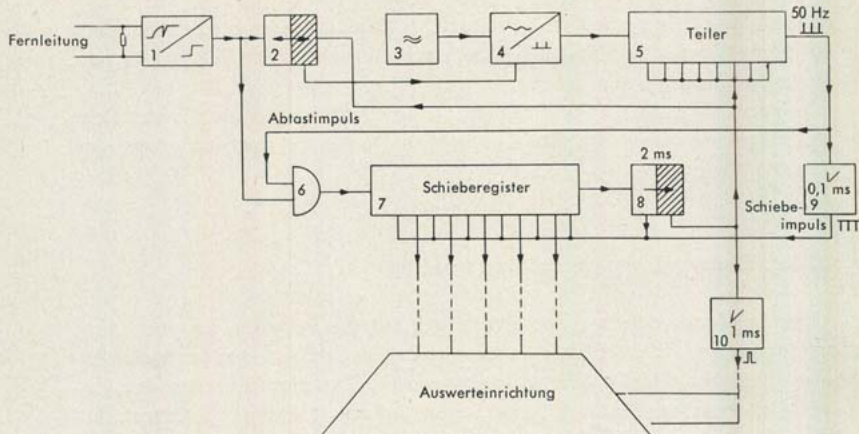 Fernleitung
1
2
3
4
Teiler
5
50 Hz
Abtastimpuls
6
Schieberegister
7
2 ms
8
0,1 ms
9
Schiebe-
impuls
1 ms
10
Auswerteinrichtung